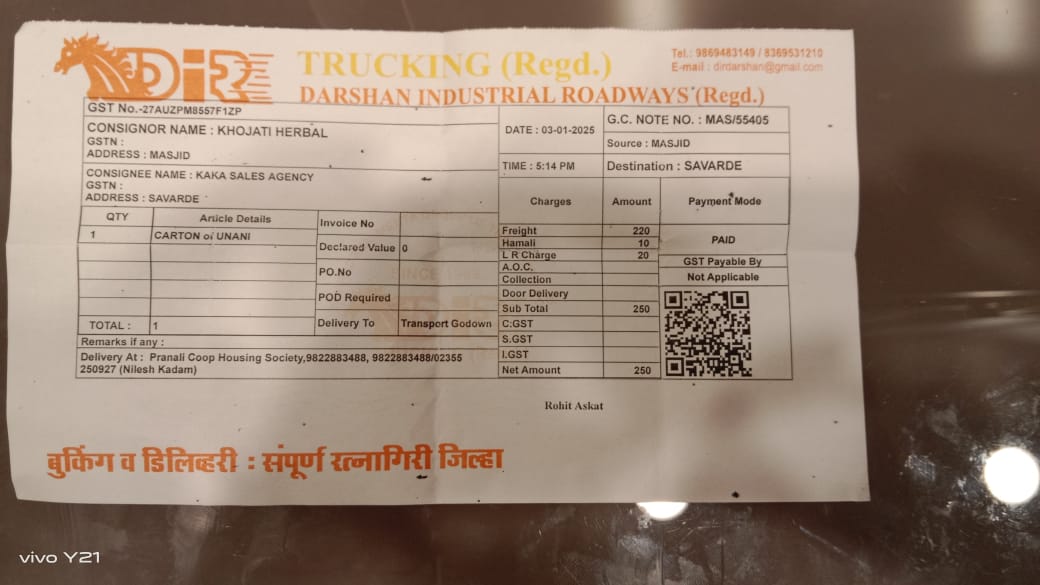 DIR
TRUCKING (Regd.)
DARSHAN INDUSTRIAL ROADWAYS (Regd.)
Tel.: 9869483149 / 8369531210
E-mail : dirdarshan@gmail.com
GST No.-27AUZPM8557F1ZP
CONSIGNOR NAME : KHOJATI HERBAL
GSTN :
ADDRESS : MASJID
DATE : 03-01-2025
G.C. NOTE NO. : MAS/55405
Source : MASJID
CONSIGNEE NAME : KAKA SALES AGENCY
GSTN :
ADDRESS : SAVARDE
TIME : 5:14 PM
Destination : SAVARDE
QTY Article Details
1 CARTON of UNANI
TOTAL : 1
Invoice No
Declared Value 0
PO.No
POD Required
Delivery To Transport Godown
Charges Amount Payment Mode
Freight 220
Hamali 10
L R Charge 20
A.O.C.
Collection
Door Delivery
Sub Total 250
C.GST
S.GST
I.GST
Net Amount 250
PAID
GST Payable By
Not Applicable
Remarks if any :
Delivery At : Pranali Coop Housing Society,9822883488, 9822883488/02355
250927 (Nilesh Kadam)
Rohit Askat
बुकिंग व डिलिव्हरी : संपूर्ण रत्नागिरी जिल्हा
vivo Y21